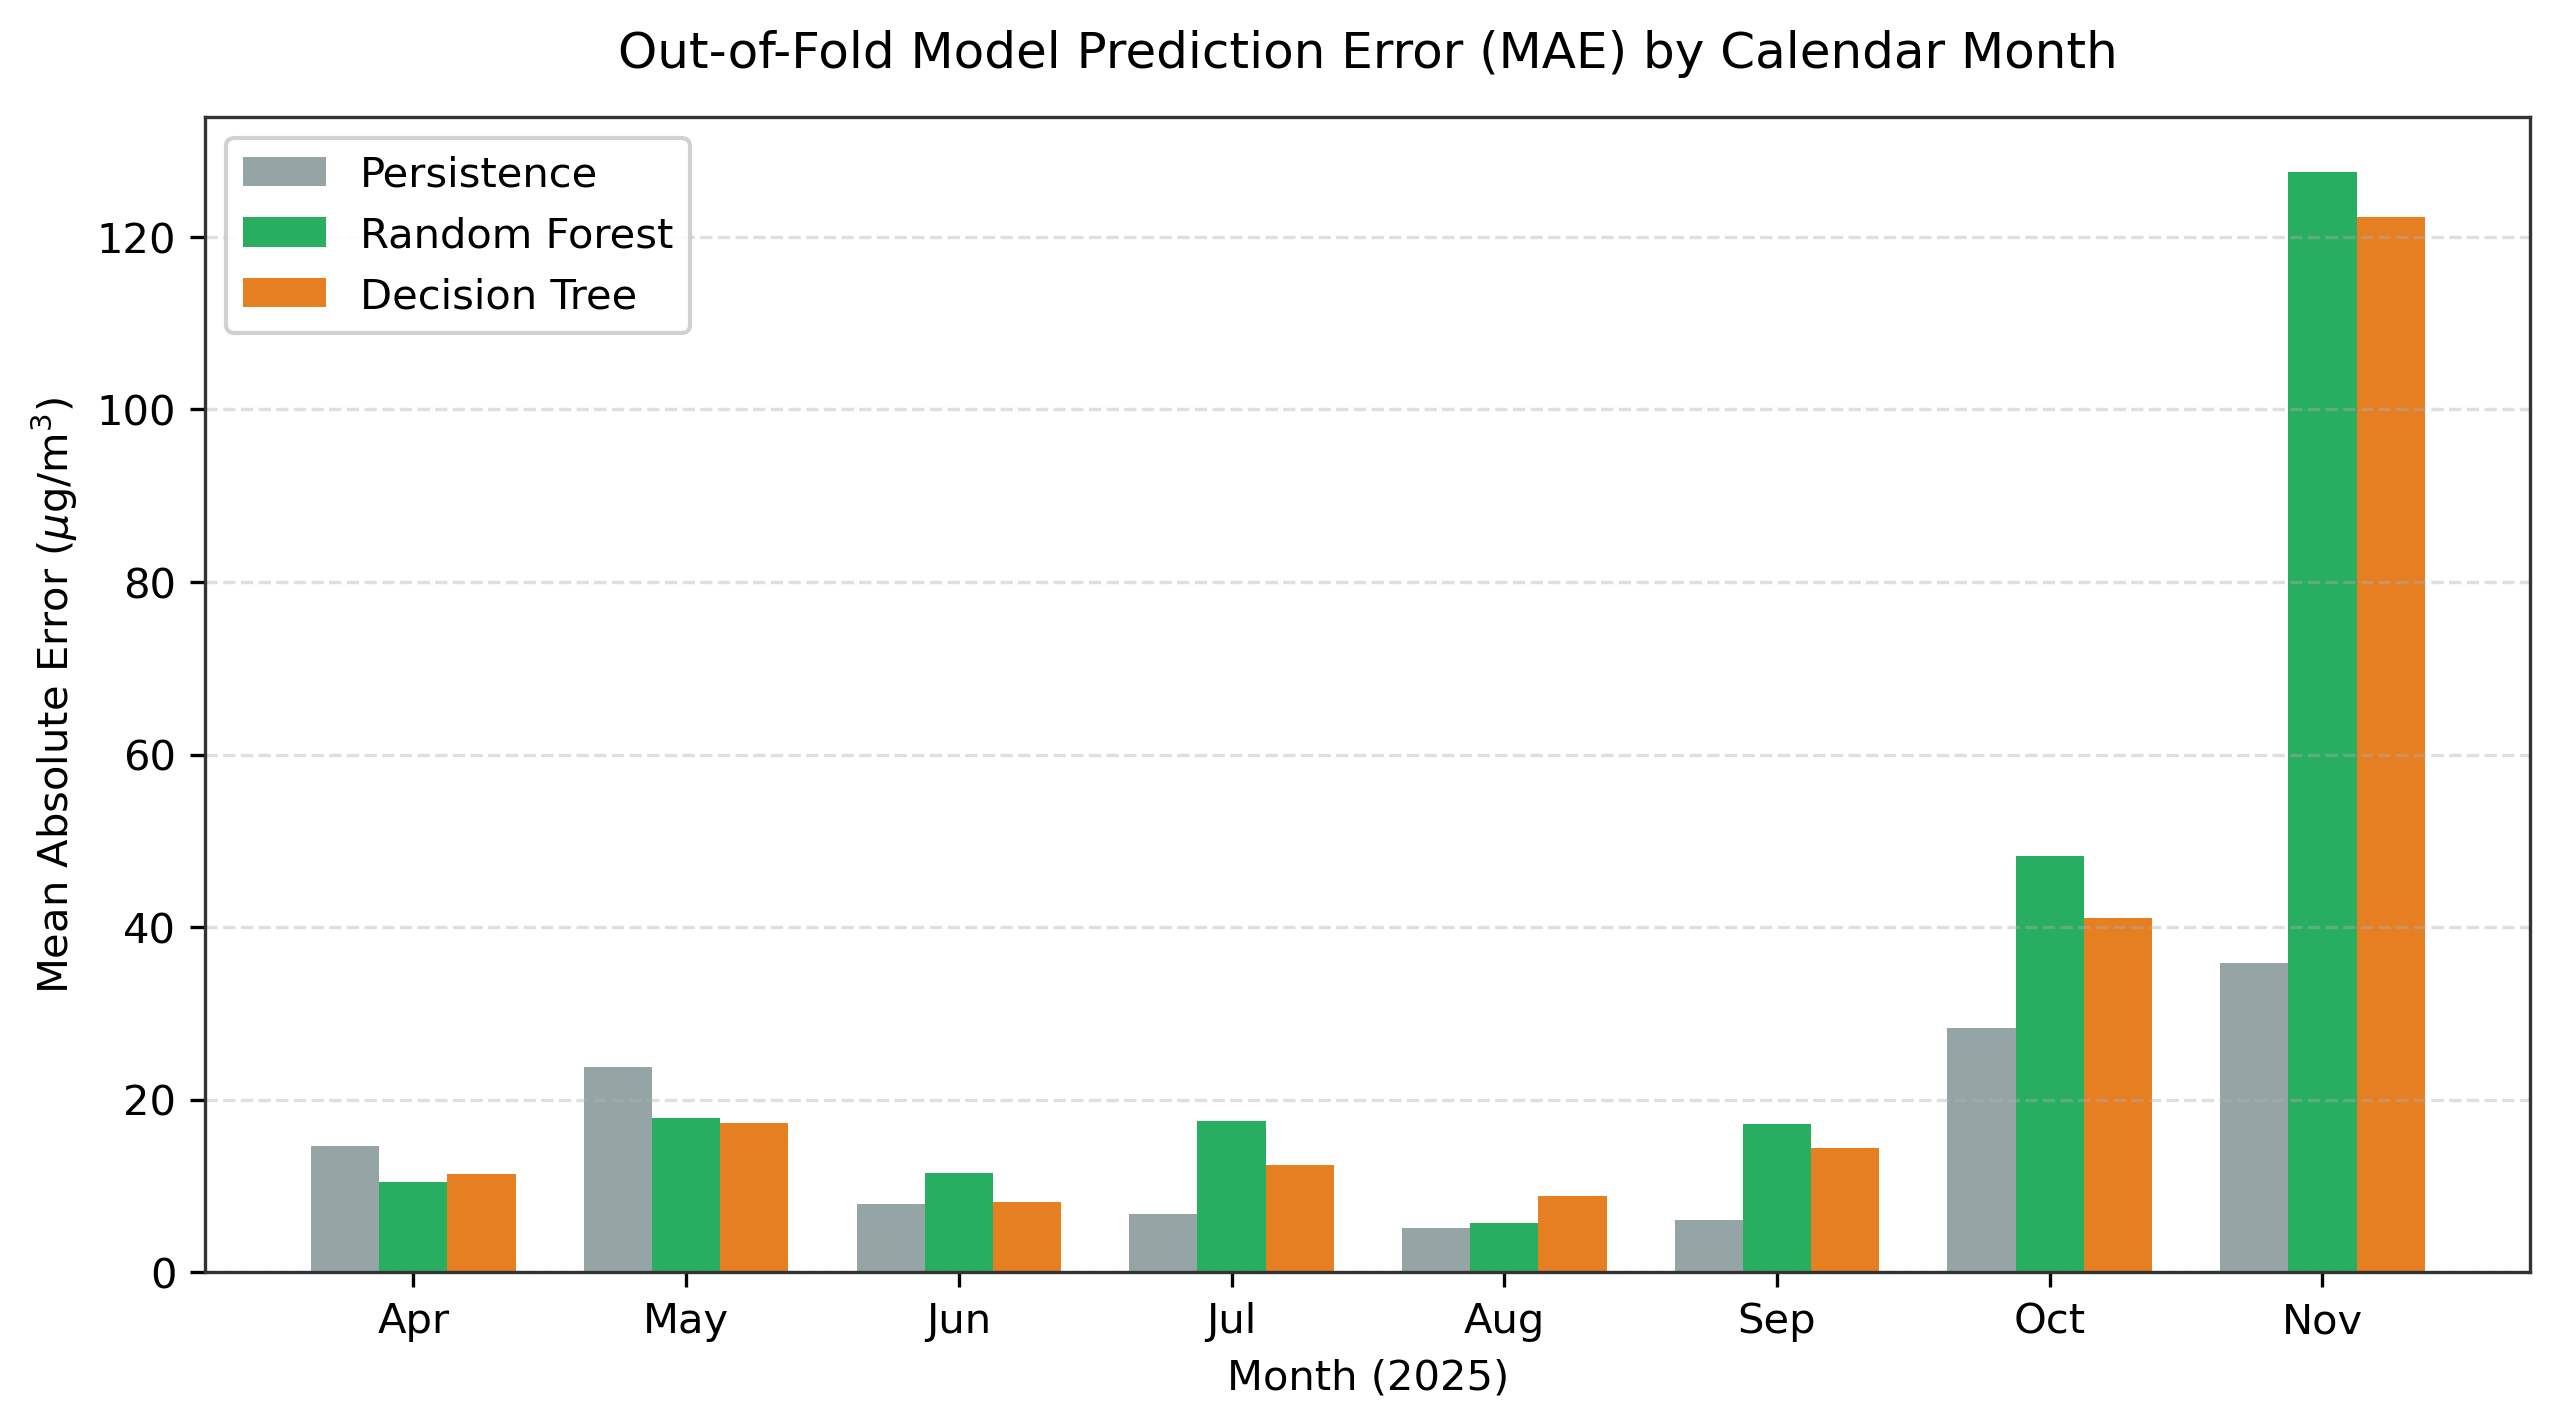 Out-of-Fold Model Prediction Error (MAE) by Calendar Month
Persistence
Random Forest
Decision Tree
Mean Absolute Error (μg/m³)
120
100
80
60
40
20
0
Apr May Jun Jul Aug Sep Oct Nov
Month (2025)